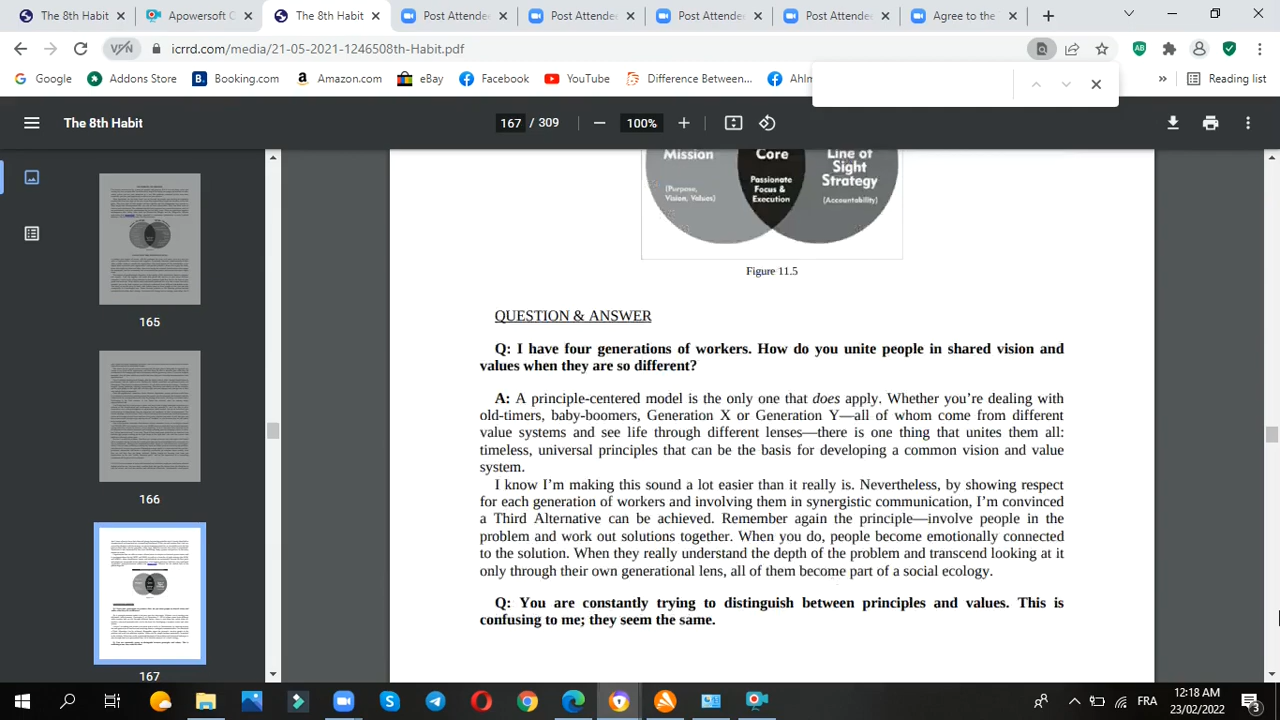 The 8th Habit
Apowersoft C
The 8th Habit
Post Attende
Post Attende
Post Attende
Post Attende
Agree to the
VPN
icrrd.com/media/21-05-2021-1246508th-Habit.pdf
Google
Addons Store
Booking.com
Amazon.com
eBay
Facebook
YouTube
Difference Between...
Reading list
The 8th Habit
167 / 309
100%
Mission
(Purpose,
Vision, Values)
Core
Passionate
Focus &
Execution
Line of
Sight
Strategy
(Accountability)
Figure 11.5
165
166
167
QUESTION & ANSWER
Q: I have four generations of workers. How do you unite people in shared vision and
values when they are so different?
A: A principle-centered model is the only one that does apply. Whether you’re dealing with
old-timers, baby-boomers, Generation X or Generation Y—all of whom come from different
value systems and see life through different lenses—there is one thing that unites them all:
timeless, universal principles that can be the basis for developing a common vision and value
system.
I know I’m making this sound a lot easier than it really is. Nevertheless, by showing respect
for each generation of workers and involving them in synergistic communication, I’m convinced
a Third Alternative can be achieved. Remember again the principle—involve people in the
problem and work out solutions together. When you do, people become emotionally connected
to the solution. When they really understand the depth of the problem and transcend looking at it
only through their own generational lens, all of them become part of a social ecology.
Q: You are constantly trying to distinguish between principles and values. This is
confusing to me; they seem the same.
FRA
12:18 AM
23/02/2022
3